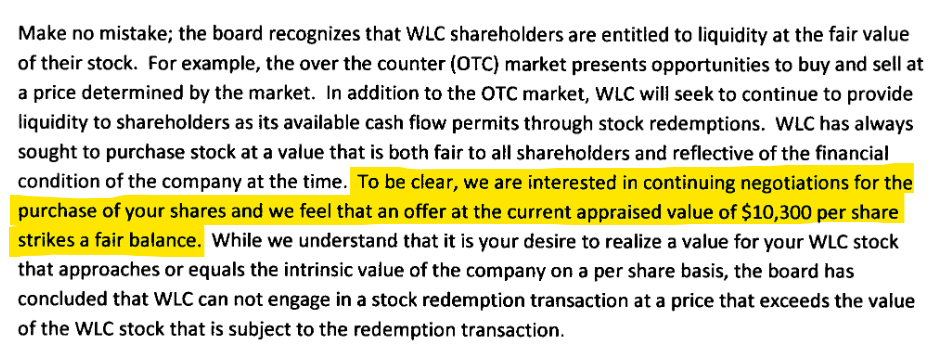 Make no mistake; the board recognizes that WLC shareholders are entitled to liquidity at the fair value
of their stock.  For example, the over the counter (OTC) market presents opportunities to buy and sell at
a price determined by the market.  In addition to the OTC market, WLC will seek to continue to provide
liquidity to shareholders as its available cash flow permits through stock redemptions.  WLC has always
sought to purchase stock at a value that is both fair to all shareholders and reflective of the financial
condition of the company at the time.  To be clear, we are interested in continuing negotiations for the
purchase of your shares and we feel that an offer at the current appraised value of $10,300 per share
strikes a fair balance.  While we understand that it is your desire to realize a value for your WLC stock
that approaches or equals the intrinsic value of the company on a per share basis, the board has
concluded that WLC can not engage in a stock redemption transaction at a price that exceeds the value
of the WLC stock that is subject to the redemption transaction.